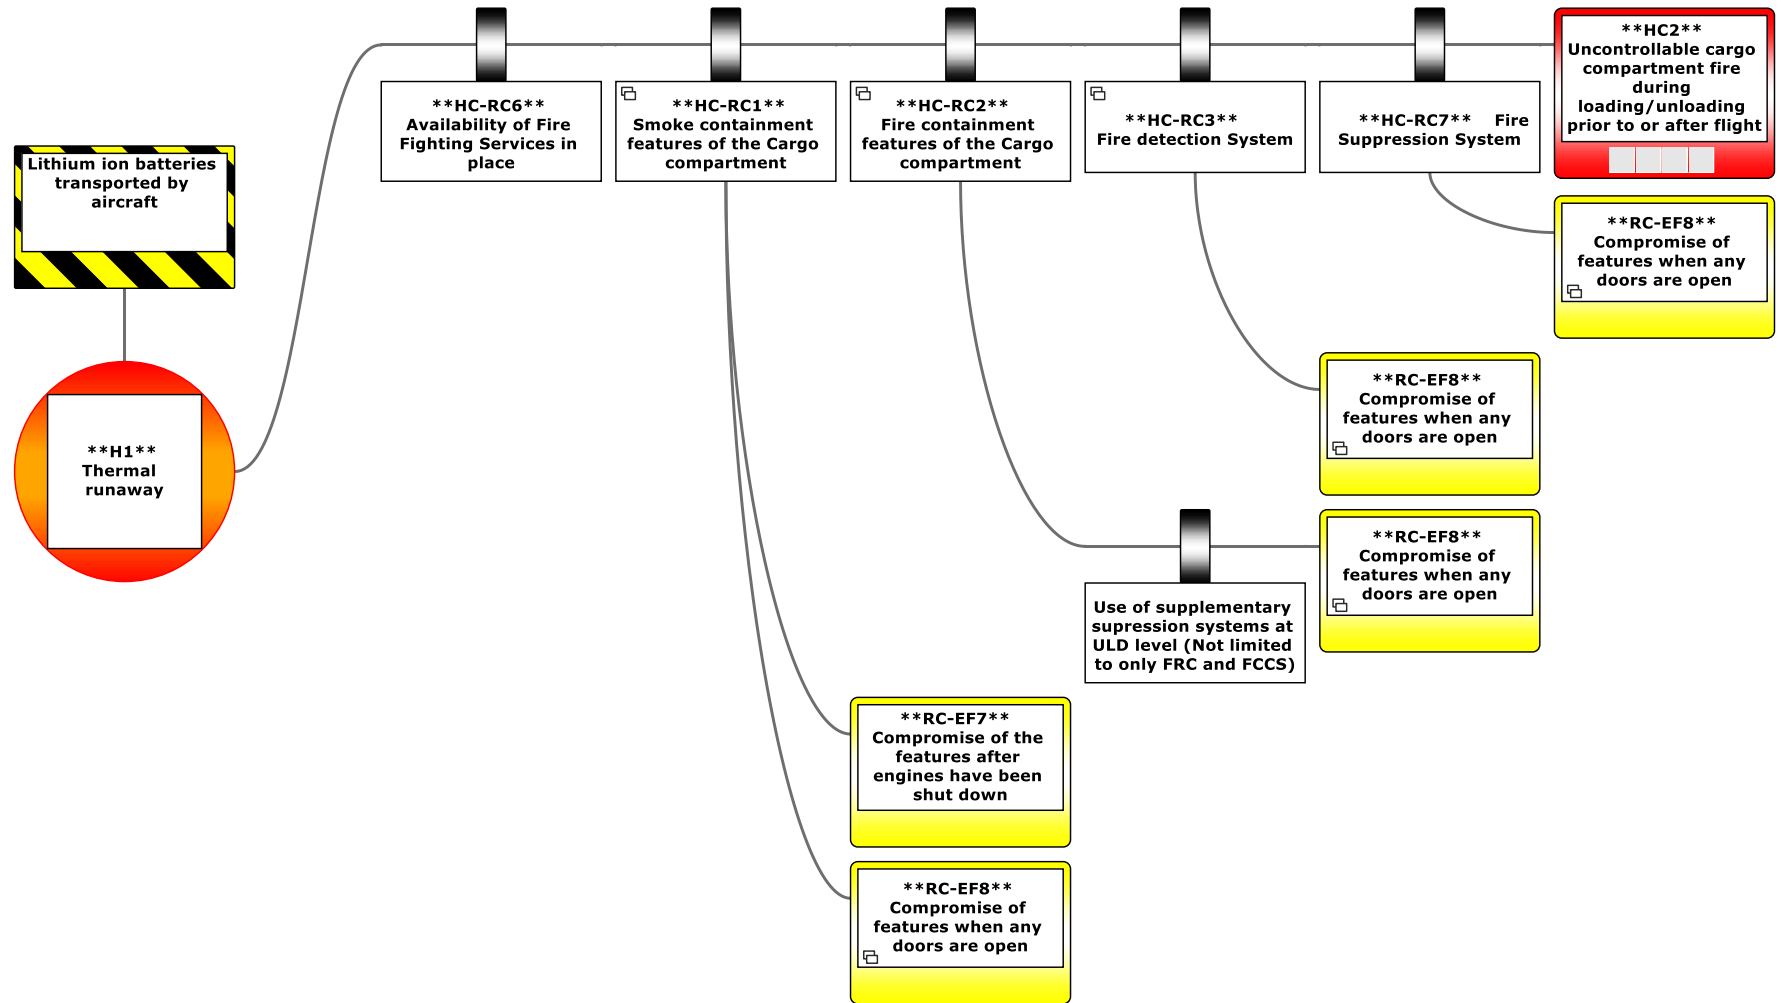 Lithium ion batteries
transported by
aircraft
**H1**
Thermal
runaway
**HC-RC6**
Availability of Fire
Fighting Services in
place
**HC-RC1**
Smoke containment
features of the Cargo
compartment
**HC-RC2**
Fire containment
features of the Cargo
compartment
**HC-RC3**
Fire detection System
**HC-RC7** Fire
Suppression System
**HC2**
Uncontrollable cargo
compartment fire
during
loading/unloading
prior to or after flight
**RC-EF8**
Compromise of
features when any
doors are open
**RC-EF8**
Compromise of
features when any
doors are open
Use of supplementary
supression systems at
ULD level (Not limited
to only FRC and FCCS)
**RC-EF8**
Compromise of
features when any
doors are open
**RC-EF7**
Compromise of the
features after
engines have been
shut down
**RC-EF8**
Compromise of
features when any
doors are open